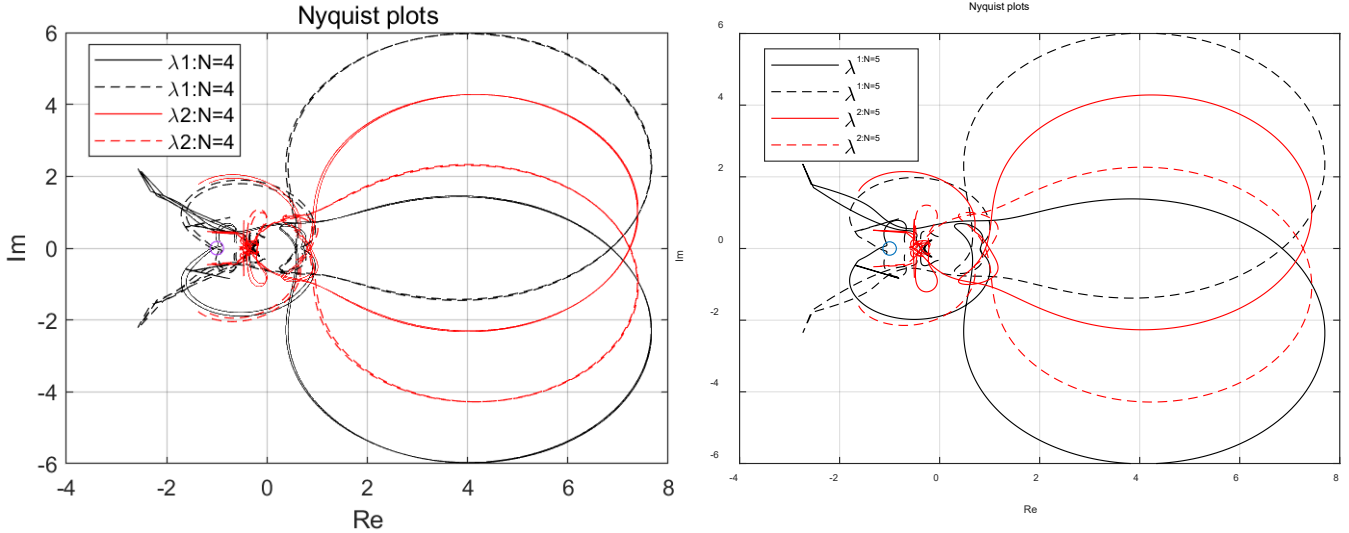 Nyquist plots
6
4
2
0
-2
-4
-6
Im
λ1:N=4
λ1:N=4
λ2:N=4
λ2:N=4
-4 -2 0 2 4 6 8
Re
Nyquist plots
6
4
2
0
-2
-4
-6
Im
λ1:N=5
λ1:N=5
λ2:N=5
λ2:N=5
-4 -2 0 2 4 6 8
Re